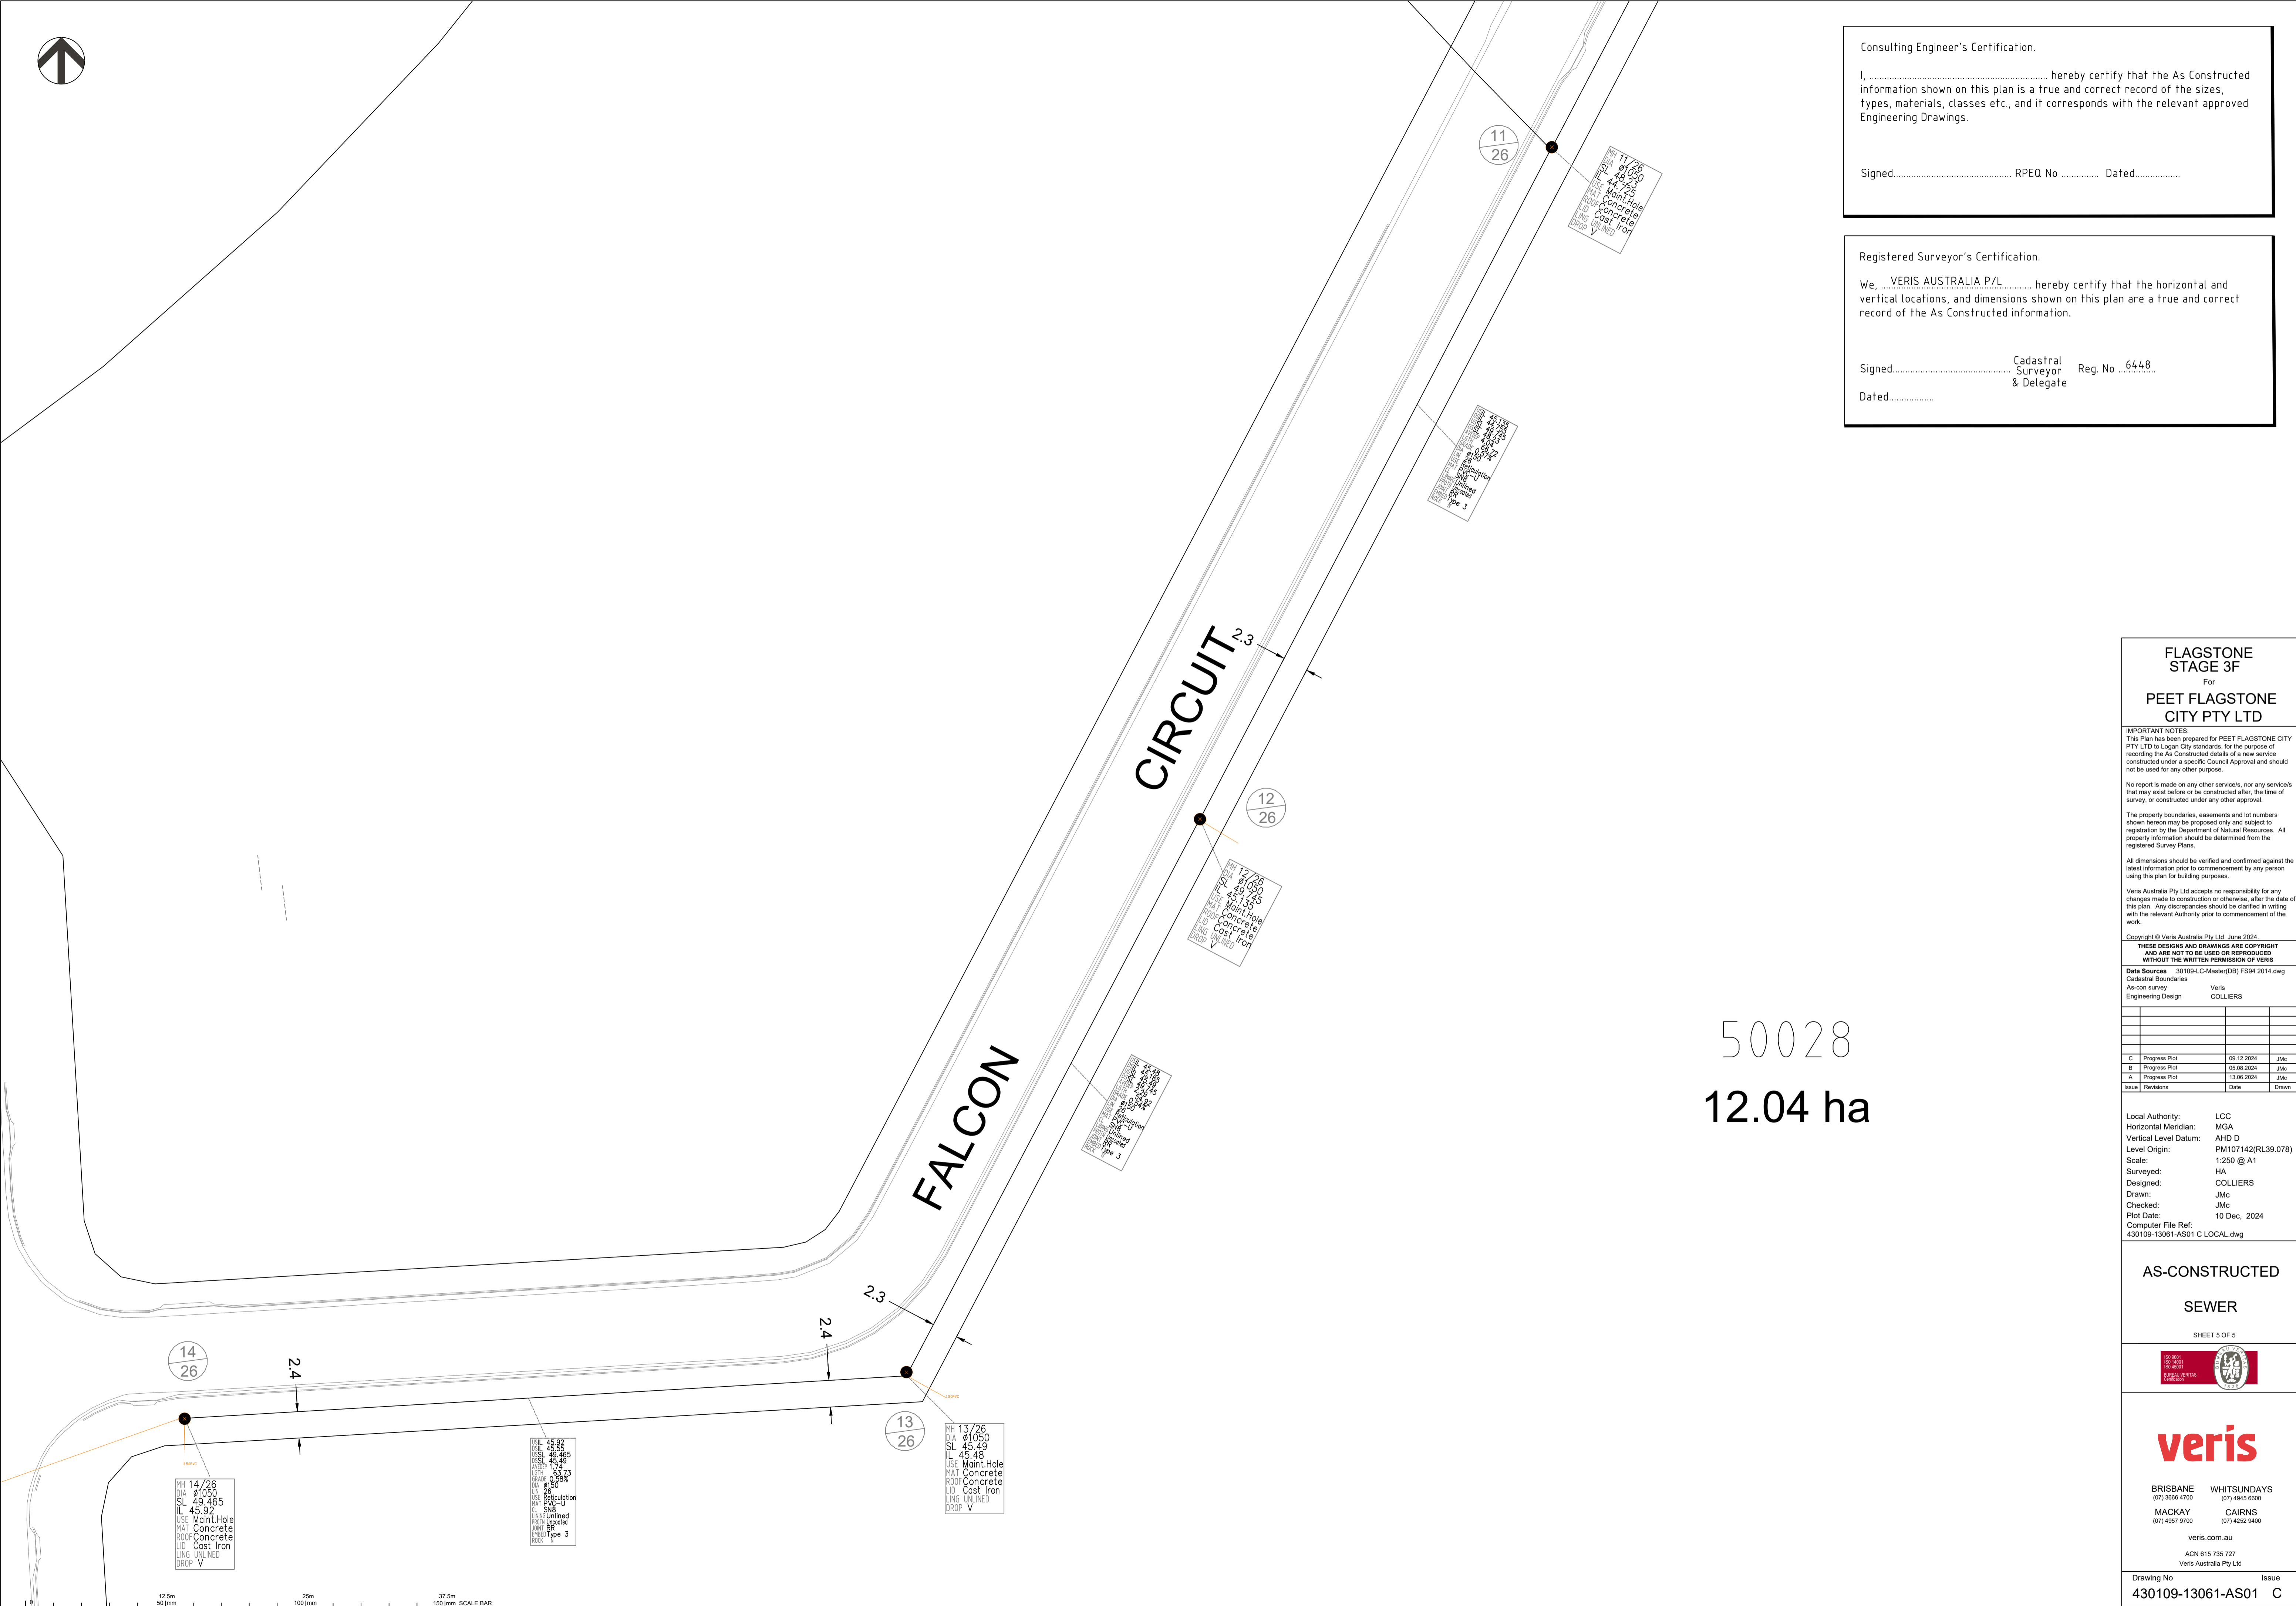 Consulting Engineer's Certification.
I, ........................ hereby certify that the As Constructed
information shown on this plan is a true and correct record of the sizes,
types, materials, classes etc., and it corresponds with the relevant approved
Engineering Drawings.
Signed........................ RPEQ No ............... Dated..................
Registered Surveyor's Certification.
We, VERIS AUSTRALIA P/L hereby certify that the horizontal and
vertical locations, and dimensions shown on this plan are a true and correct
record of the As Constructed information.
Signed........................ Cadastral Surveyor & Delegate Reg. No 6448
Dated..................
11
26
MH 11/26
DIA ø1050
SL 48.23
IL 44.725
USE Maint.Hole
MAT Concrete
ROOF Concrete
LID Cast Iron
LING UNLINED
DROP V
CIRCUIT
2.3
12
26
MH 12/26
DIA ø1050
SL 49.745
IL 45.135
USE Maint.Hole
MAT Concrete
ROOF Concrete
LID Cast Iron
LING UNLINED
DROP V
FALCON
50028
12.04 ha
2.3
2.4
2.4
14
26
13
26
MH 14/26
DIA ø1050
SL 49.465
IL 45.92
USE Maint.Hole
MAT Concrete
ROOF Concrete
LID Cast Iron
LING UNLINED
DROP V
USIL 45.92
DSIL 45.55
USSL 49.465
DSSL 45.49
AVEDEP 1.74
LGTH 63.73
GRADE 0.58%
DIA ø150
LIN 26
USE Reticulation
MAT PVC-U
CL SN8
LINING Unlined
PROTN Uncoated
JOINT RR
EMBED Type 3
ROCK N
MH 13/26
DIA ø1050
SL 45.49
IL 45.48
USE Maint.Hole
MAT Concrete
ROOF Concrete
LID Cast Iron
LING UNLINED
DROP V
0 12.5m 25m 37.5m
50mm 100mm 150mm SCALE BAR
FLAGSTONE
STAGE 3F
For
PEET FLAGSTONE
CITY PTY LTD
IMPORTANT NOTES:
This Plan has been prepared for PEET FLAGSTONE CITY
PTY LTD to Logan City standards, for the purpose of
recording the As Constructed details of a new service
constructed under a specific Council Approval and should
not be used for any other purpose.
No report is made on any other service/s, nor any service/s
that may exist before or be constructed after, the time of
survey, or constructed under any other approval.
The property boundaries, easements and lot numbers
shown hereon may be proposed only and subject to
registration by the Department of Natural Resources. All
property information should be determined from the
registered Survey Plans.
All dimensions should be verified and confirmed against the
latest information prior to commencement by any person
using this plan for building purposes.
Veris Australia Pty Ltd accepts no responsibility for any
changes made to construction or otherwise, after the date of
this plan. Any discrepancies should be clarified in writing
with the relevant Authority prior to commencement of the
work.
Copyright © Veris Australia Pty Ltd. June 2024.
THESE DESIGNS AND DRAWINGS ARE COPYRIGHT
AND ARE NOT TO BE USED OR REPRODUCED
WITHOUT THE WRITTEN PERMISSION OF VERIS
Data Sources 30109-LC-Master(DB) FS94 2014.dwg
Cadastral Boundaries
As-con survey Veris
Engineering Design COLLIERS
C Progress Plot 09.12.2024 JMc
B Progress Plot 05.08.2024 JMc
A Progress Plot 13.06.2024 JMc
Issue Revisions Date Drawn
Local Authority: LCC
Horizontal Meridian: MGA
Vertical Level Datum: AHD D
Level Origin: PM107142(RL39.078)
Scale: 1:250 @ A1
Surveyed: HA
Designed: COLLIERS
Drawn: JMc
Checked: JMc
Plot Date: 10 Dec, 2024
Computer File Ref:
430109-13061-AS01 C LOCAL.dwg
AS-CONSTRUCTED
SEWER
SHEET 5 OF 5
ISO 9001
ISO 14001
ISO 45001
BUREAU VERITAS
Certification
BUREAU VERITAS
1828
veris
BRISBANE WHITSUNDAYS
(07) 3666 4700 (07) 4945 6600
MACKAY CAIRNS
(07) 4957 9700 (07) 4252 9400
veris.com.au
ACN 615 735 727
Veris Australia Pty Ltd
Drawing No Issue
430109-13061-AS01 C